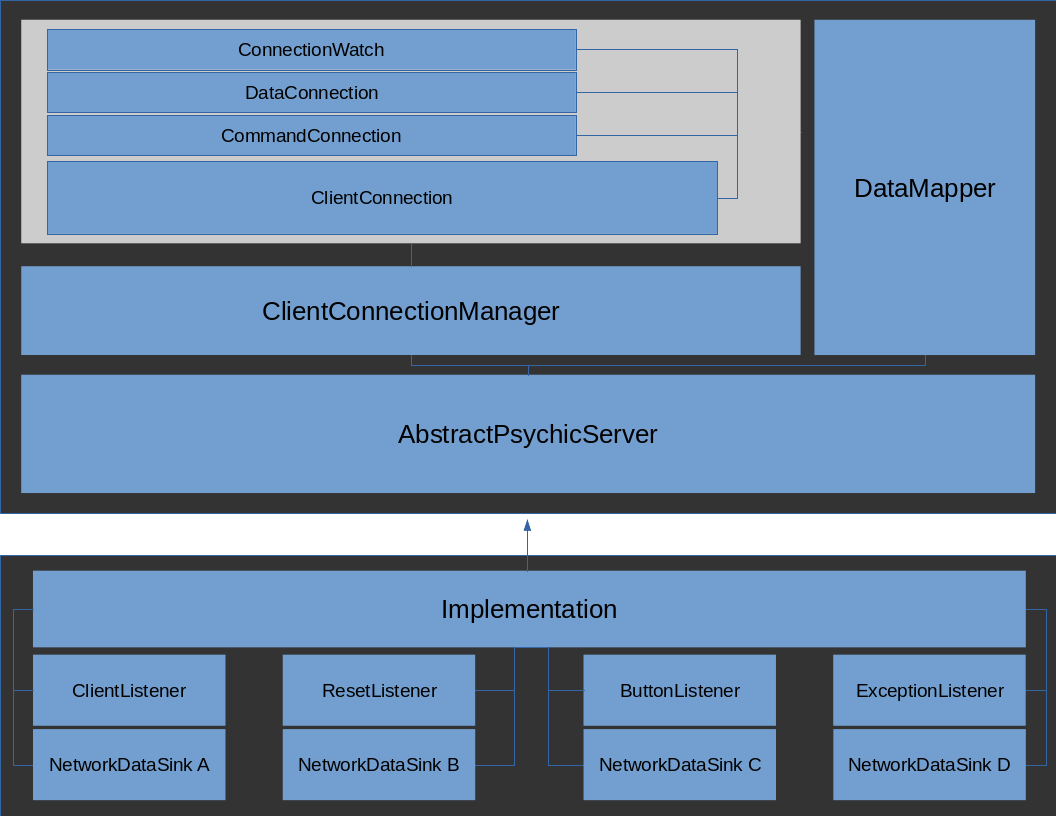 ConnectionWatch
DataConnection
CommandConnection
ClientConnection
DataMapper
ClientConnectionManager
AbstractPsychicServer
Implementation
ClientListener
ResetListener
ButtonListener
ExceptionListener
NetworkDataSink A
NetworkDataSink B
NetworkDataSink C
NetworkDataSink D